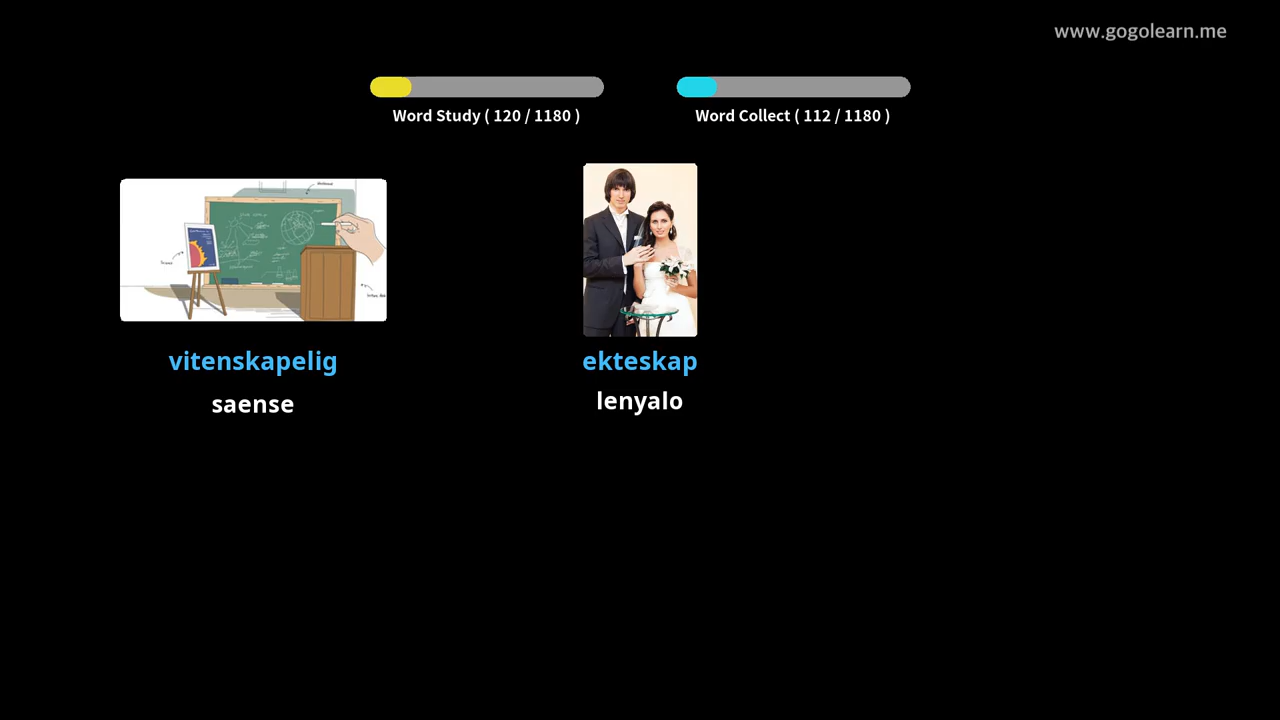 www.gogolearn.me
Word Study ( 120 / 1180 )
Word Collect ( 112 / 1180 )
vitenskapelig
saense
ekteskap
lenyalo